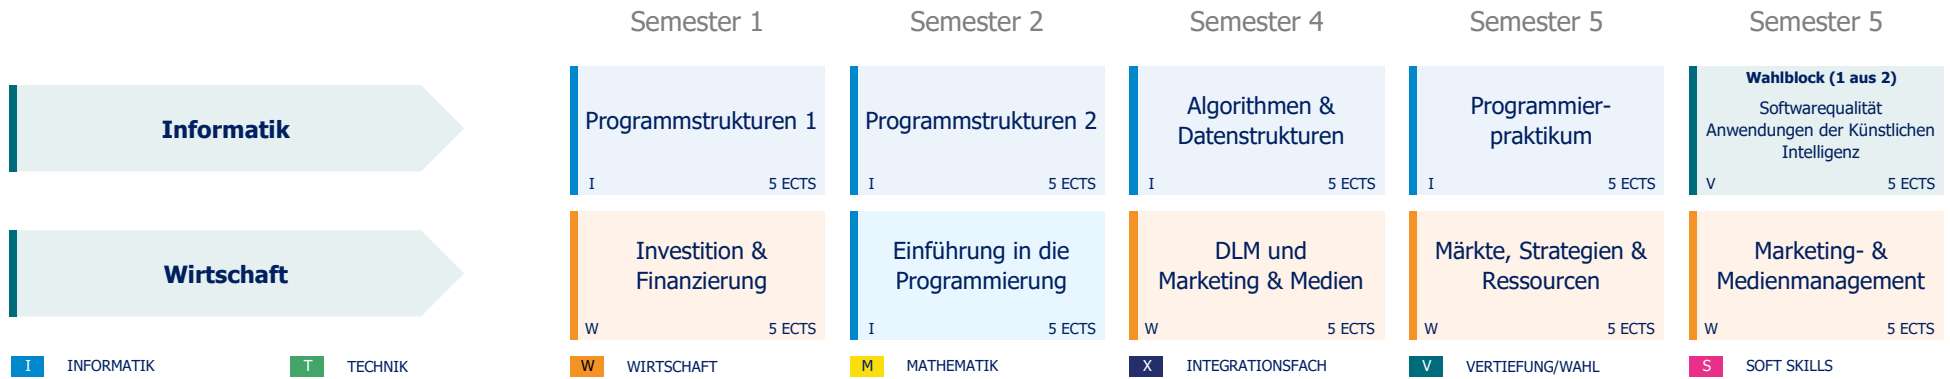 Semester 1
Semester 2
Semester 4
Semester 5
Semester 5
Informatik
Programmstrukturen 1
I 5 ECTS
Programmstrukturen 2
I 5 ECTS
Algorithmen &
Datenstrukturen
I 5 ECTS
Programmier-
praktikum
I 5 ECTS
Wahlblock (1 aus 2)
Softwarequalität
Anwendungen der Künstlichen
Intelligenz
V 5 ECTS
Wirtschaft
Investition &
Finanzierung
W 5 ECTS
Einführung in die
Programmierung
I 5 ECTS
DLM und
Marketing & Medien
W 5 ECTS
Märkte, Strategien &
Ressourcen
W 5 ECTS
Marketing- &
Medienmanagement
W 5 ECTS
I INFORMATIK
T TECHNIK
W WIRTSCHAFT
M MATHEMATIK
X INTEGRATIONSFACH
V VERTIEFUNG/WAHL
S SOFT SKILLS